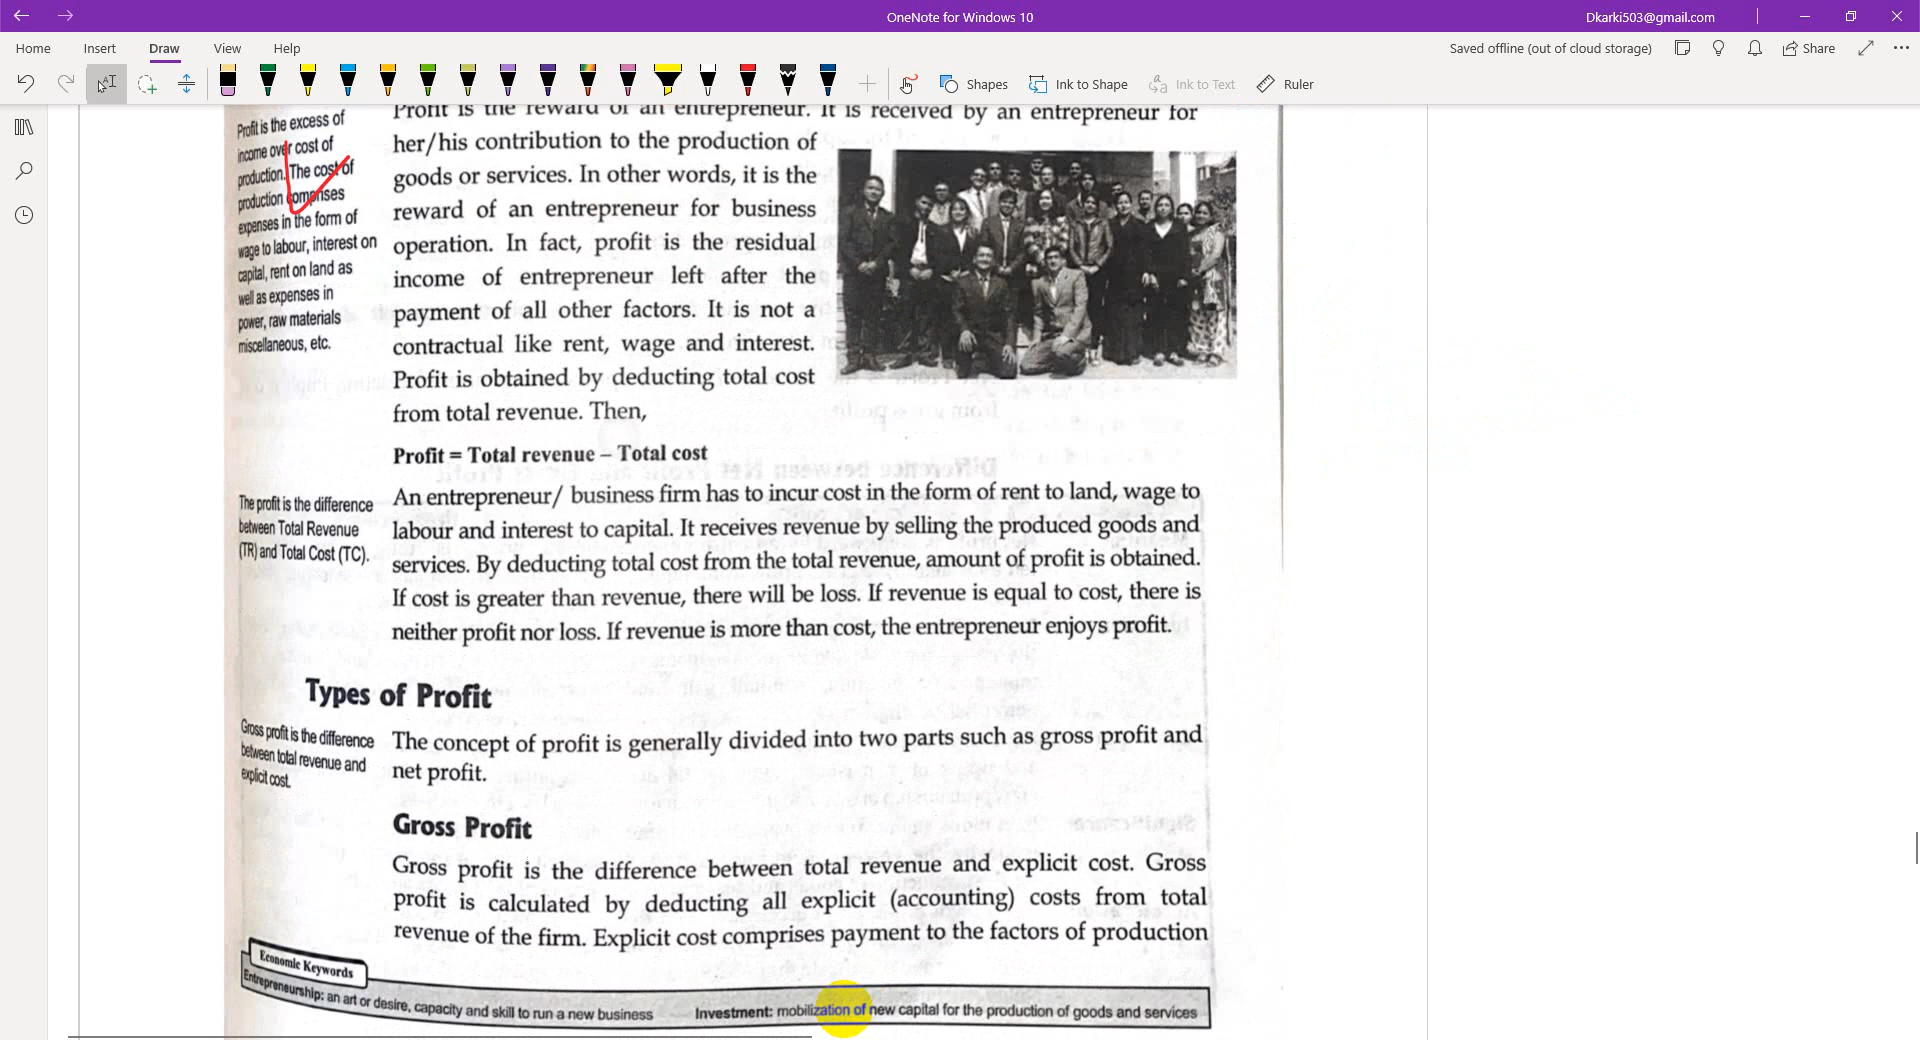 OneNote for Windows 10
Dkarki503@gmail.com
Home Insert Draw View Help
Saved offline (out of cloud storage)
Share
Shapes
Ink to Shape
Ink to Text
Ruler
Profit is the excess of
income over cost of
production. The cost of
production comprises
expenses in the form of
wage to labour, interest on
capital, rent on land as
well as expenses in
power, raw materials
miscellaneous, etc.
Profit is the reward of an entrepreneur. It is received by an entrepreneur for
her/his contribution to the production of
goods or services. In other words, it is the
reward of an entrepreneur for business
operation. In fact, profit is the residual
income of entrepreneur left after the
payment of all other factors. It is not a
contractual like rent, wage and interest.
Profit is obtained by deducting total cost
from total revenue. Then,
Profit = Total revenue – Total cost
The profit is the difference
between Total Revenue
(TR) and Total Cost (TC).
An entrepreneur/ business firm has to incur cost in the form of rent to land, wage to
labour and interest to capital. It receives revenue by selling the produced goods and
services. By deducting total cost from the total revenue, amount of profit is obtained.
If cost is greater than revenue, there will be loss. If revenue is equal to cost, there is
neither profit nor loss. If revenue is more than cost, the entrepreneur enjoys profit.
Types of Profit
Gross profit is the difference
between total revenue and
explicit cost.
The concept of profit is generally divided into two parts such as gross profit and
net profit.
Gross Profit
Gross profit is the difference between total revenue and explicit cost. Gross
profit is calculated by deducting all explicit (accounting) costs from total
revenue of the firm. Explicit cost comprises payment to the factors of production
Economic Keywords
Entrepreneurship: an art or desire, capacity and skill to run a new business
Investment: mobilization of new capital for the production of goods and services